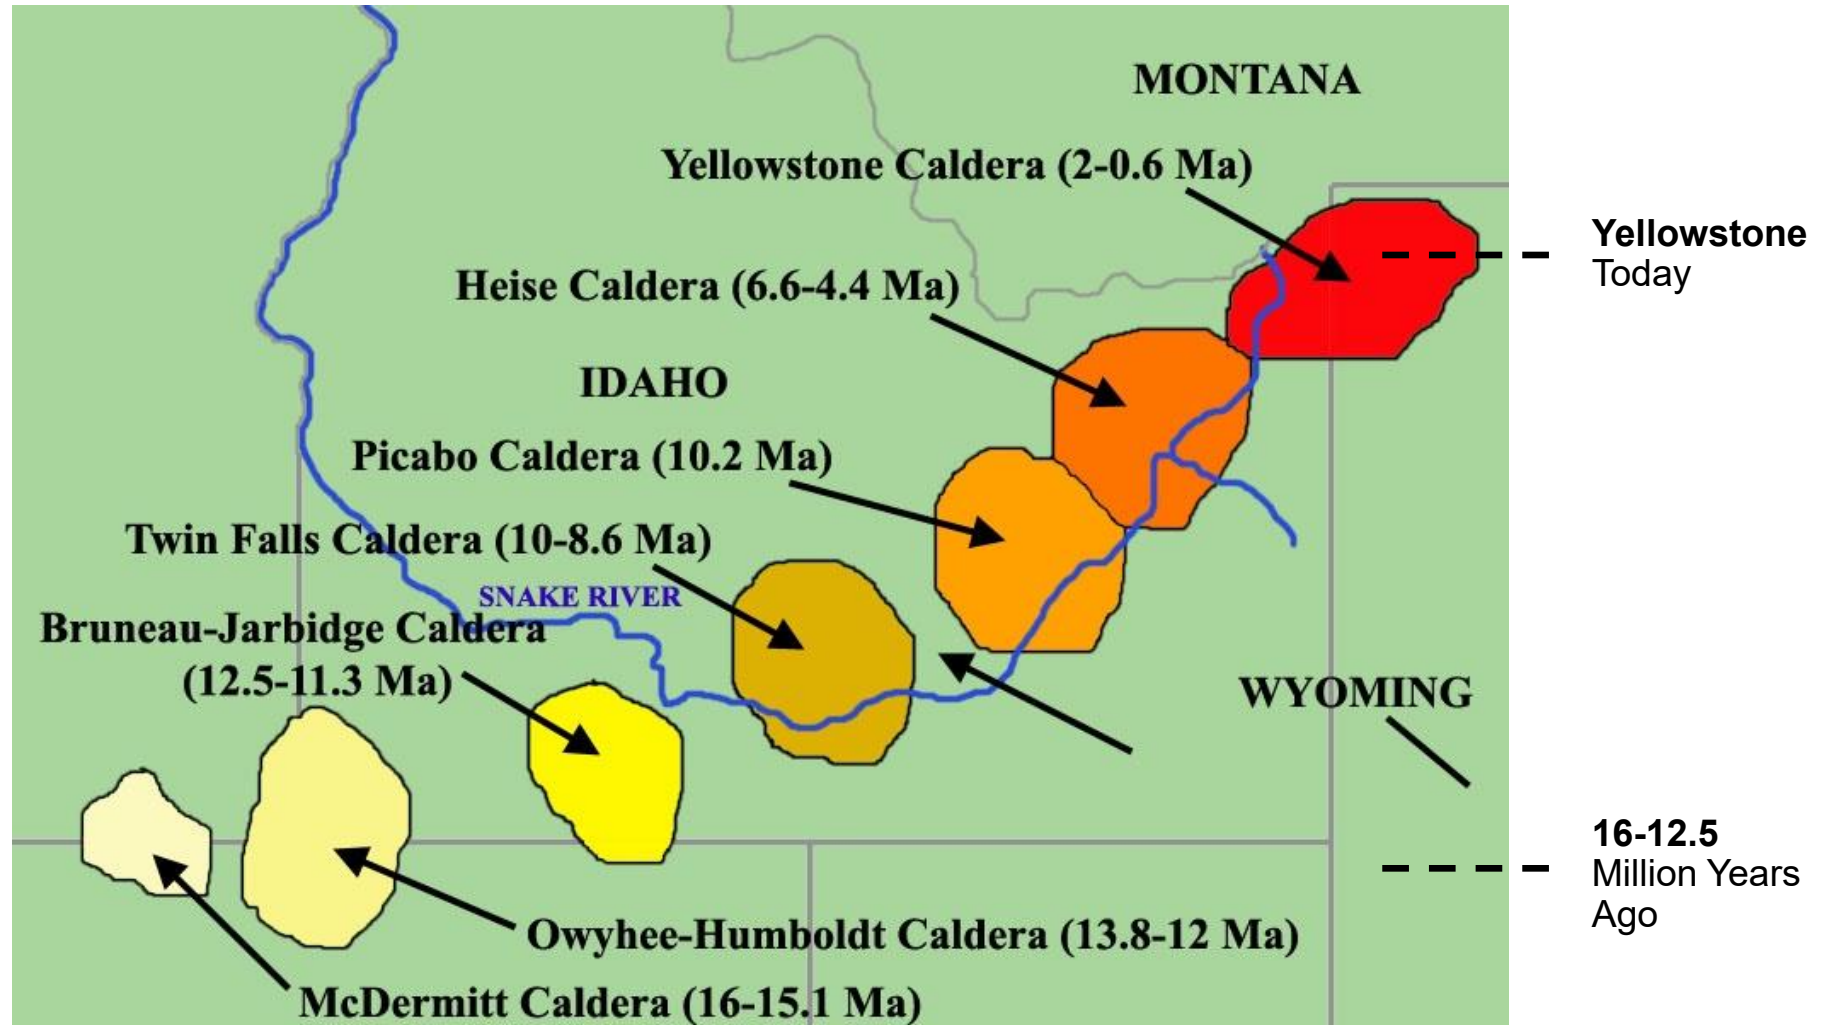 MONTANA
Yellowstone Caldera (2-0.6 Ma)
Yellowstone
Today
Heise Caldera (6.6-4.4 Ma)
IDAHO
Picabo Caldera (10.2 Ma)
Twin Falls Caldera (10-8.6 Ma)
SNAKE RIVER
Bruneau-Jarbidge Caldera
(12.5-11.3 Ma)
WYOMING
16-12.5
Million Years
Ago
Owyhee-Humboldt Caldera (13.8-12 Ma)
McDermitt Caldera (16-15.1 Ma)